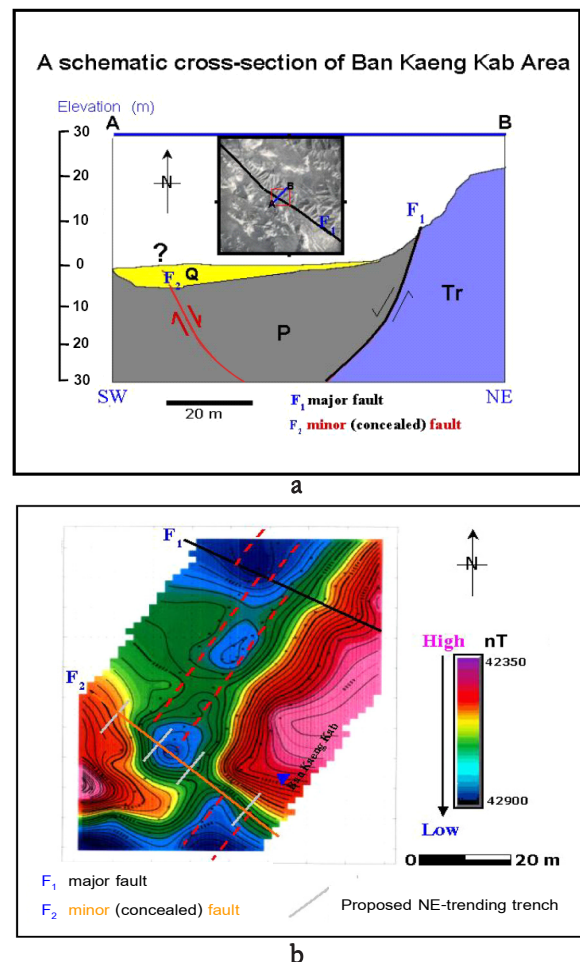 A schematic cross-section of Ban Kaeng Kab Area
Elevation (m)
A
B
30
20
10
0
10
20
30
N
A
B
F1
F1
?
F2
Q
P
Tr
SW
NE
20 m
F1 major fault
F2 minor (concealed) fault
a
F1
N
High
nT
42350
F2
Ban Kaeng Kab
42900
Low
0
20 m
F1 major fault
F2 minor (concealed) fault
Proposed NE-trending trench
b